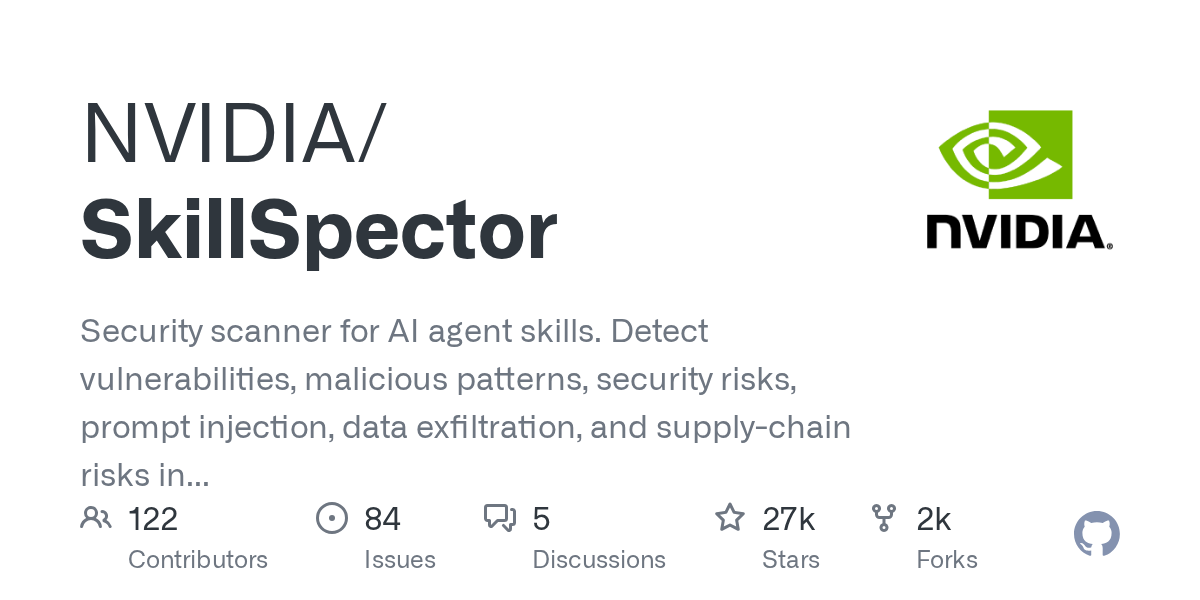 NVIDIA/
SkillSpector
NVIDIA®
Security scanner for AI agent skills. Detect
vulnerabilities, malicious patterns, security risks,
prompt injection, data exfiltration, and supply-chain
risks in...
122
Contributors
84
Issues
5
Discussions
27k
Stars
2k
Forks